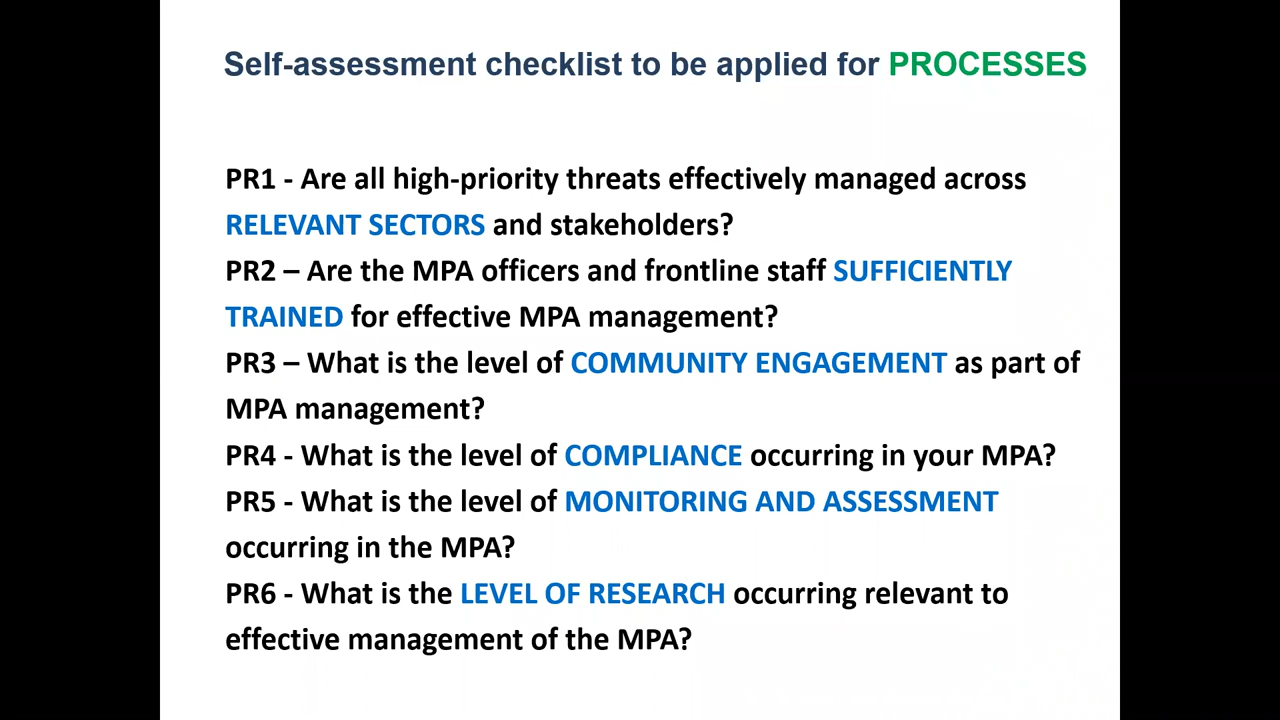 Self-assessment checklist to be applied for PROCESSES
PR1 - Are all high-priority threats effectively managed across
RELEVANT SECTORS and stakeholders?
PR2 – Are the MPA officers and frontline staff SUFFICIENTLY
TRAINED for effective MPA management?
PR3 – What is the level of COMMUNITY ENGAGEMENT as part of
MPA management?
PR4 - What is the level of COMPLIANCE occurring in your MPA?
PR5 - What is the level of MONITORING AND ASSESSMENT
occurring in the MPA?
PR6 - What is the LEVEL OF RESEARCH occurring relevant to
effective management of the MPA?